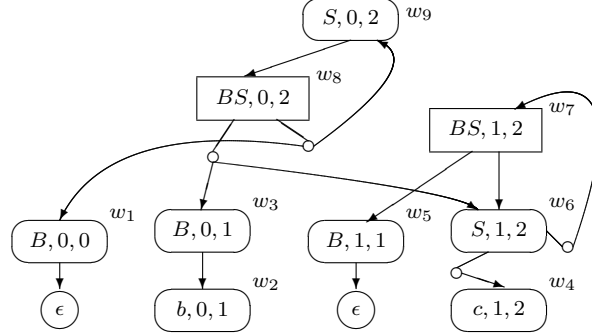 S, 0, 2 w9
BS, 0, 2 w8
BS, 1, 2 w7
B, 0, 0 w1
B, 0, 1 w3
B, 1, 1 w5
S, 1, 2 w6
ϵ
b, 0, 1 w2
ϵ
c, 1, 2 w4